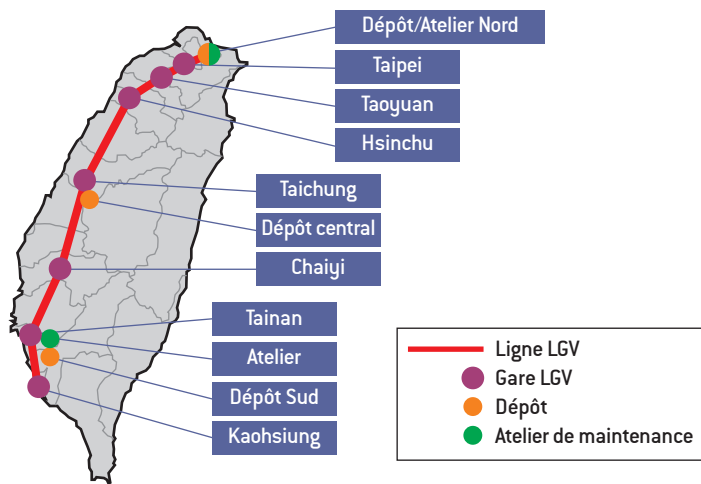 Dépôt/Atelier Nord
Taipei
Taoyuan
Hsinchu
Taichung
Dépôt central
Chaiyi
Tainan
Atelier
Dépôt Sud
Kaohsiung
Ligne LGV
Gare LGV
Dépôt
Atelier de maintenance